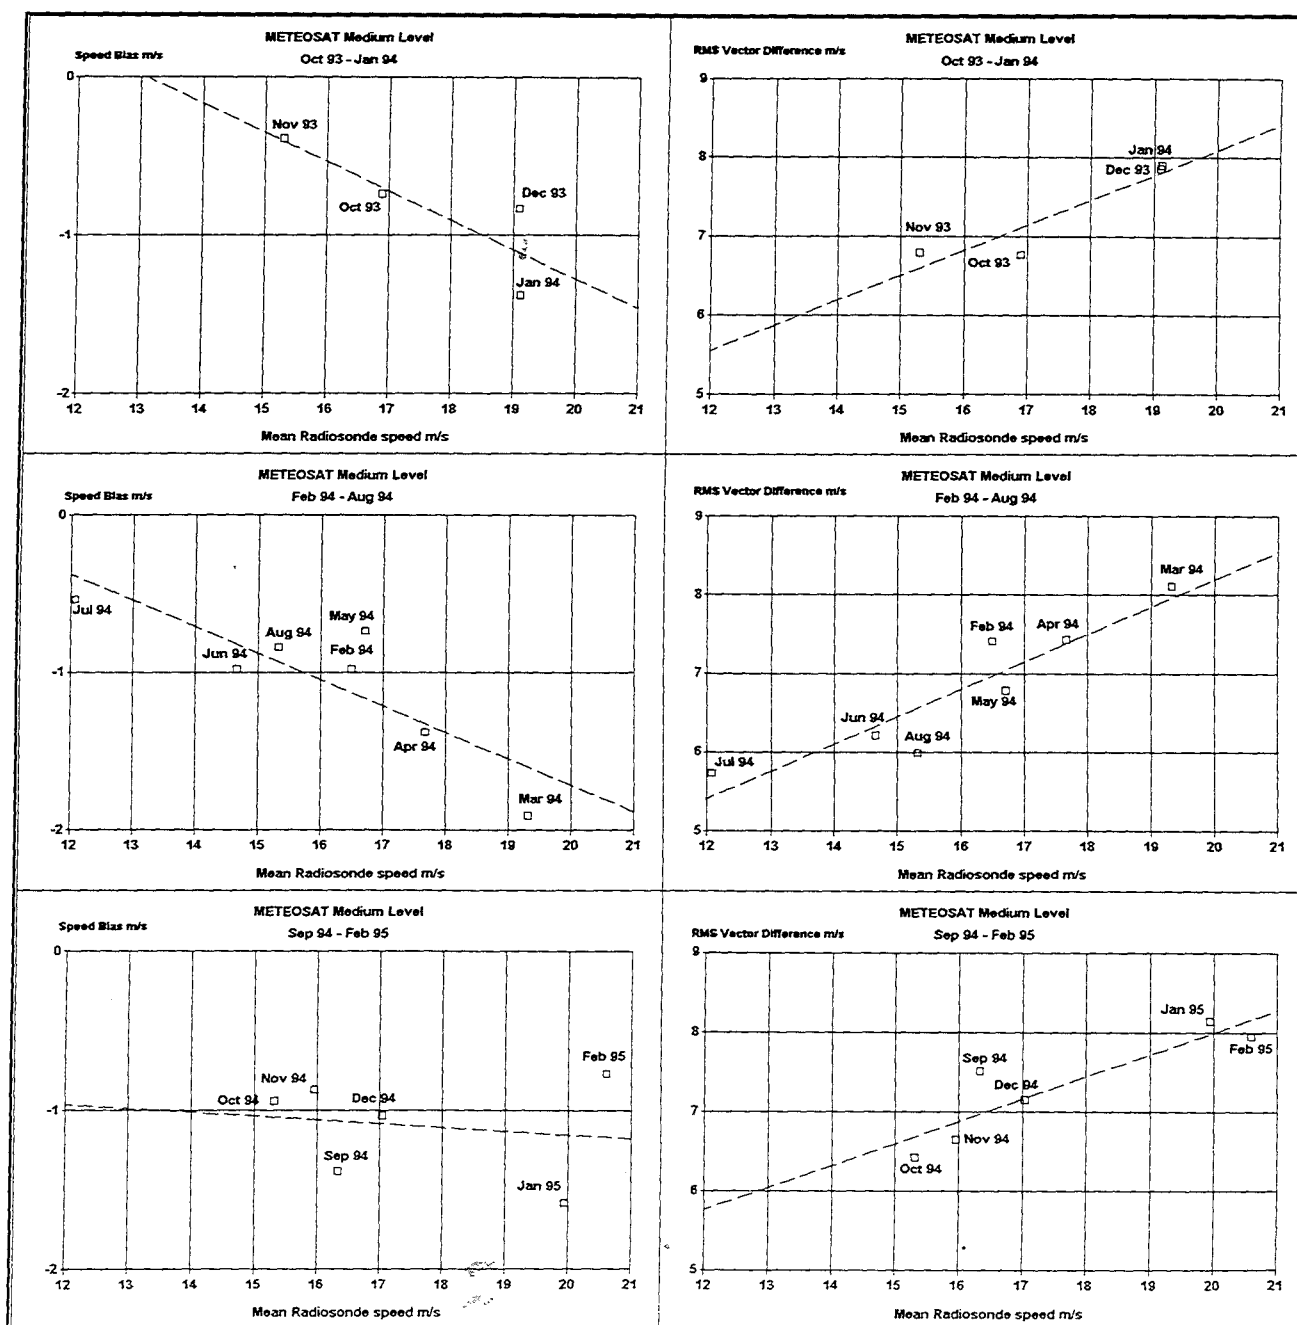 METEOSAT Medium Level
Speed Bias m/s
Oct 93 - Jan 94
0
Nov 93
Dec 93
Oct 93
-1
Jan 94
-2
12 13 14 15 16 17 18 19 20 21
Mean Radiosonde speed m/s
METEOSAT Medium Level
RMS Vector Difference m/s
Oct 93 - Jan 94
9
Jan 94
8
Dec 93
Nov 93
7
Oct 93
6
5
12 13 14 15 16 17 18 19 20 21
Mean Radiosonde speed m/s
METEOSAT Medium Level
Speed Bias m/s
Feb 94 - Aug 94
0
Jul 94
May 94
Aug 94
Feb 94
Jun 94
-1
Apr 94
Mar 94
-2
12 13 14 15 16 17 18 19 20 21
Mean Radiosonde speed m/s
METEOSAT Medium Level
RMS Vector Difference m/s
Feb 94 - Aug 94
9
Mar 94
8
Feb 94
Apr 94
7
May 94
Jun 94
Aug 94
6
Jul 94
5
12 13 14 15 16 17 18 19 20 21
Mean Radiosonde speed m/s
METEOSAT Medium Level
Speed Bias m/s
Sep 94 - Feb 95
0
Feb 95
Nov 94
Oct 94
Dec 94
-1
Sep 94
Jan 95
-2
12 13 14 15 16 17 18 19 20 21
Mean Radiosonde speed m/s
METEOSAT Medium Level
RMS Vector Difference m/s
Sep 94 - Feb 95
9
Jan 95
8
Feb 95
Sep 94
Dec 94
7
Nov 94
Oct 94
6
5
12 13 14 15 16 17 18 19 20 21
Mean Radiosonde speed m/s